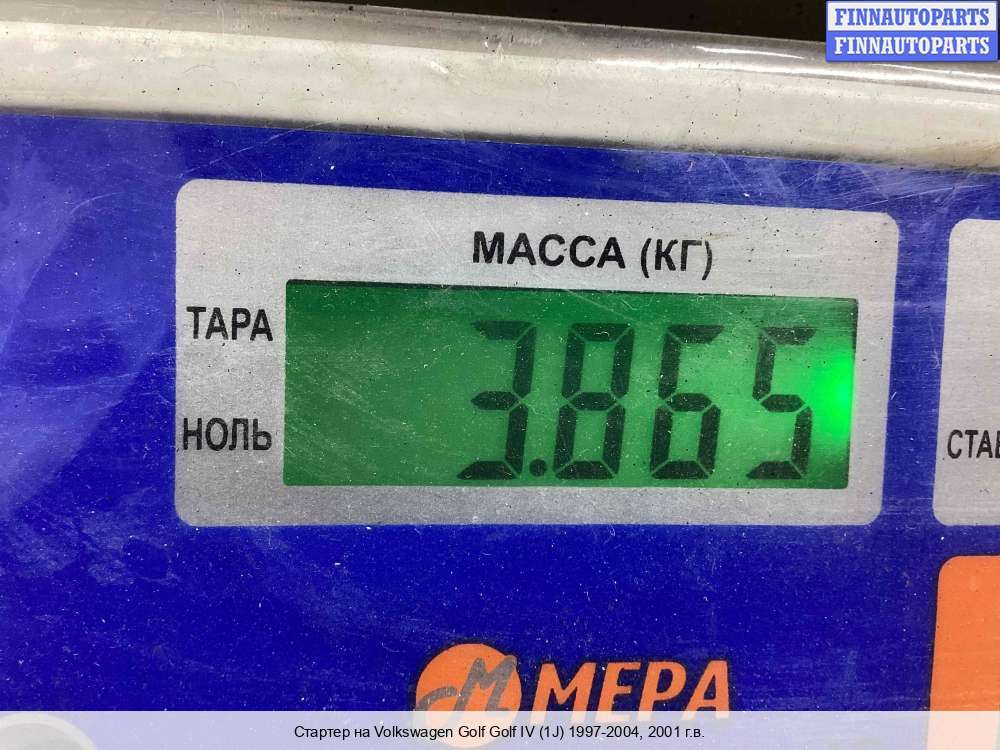 FINNAUTOPARTS
FINNAUTOPARTS
МАССА (КГ)
ТАРА
3.865
НОЛЬ
МЕРА
Стартер на Volkswagen Golf Golf IV (1J) 1997-2004, 2001 г.в.